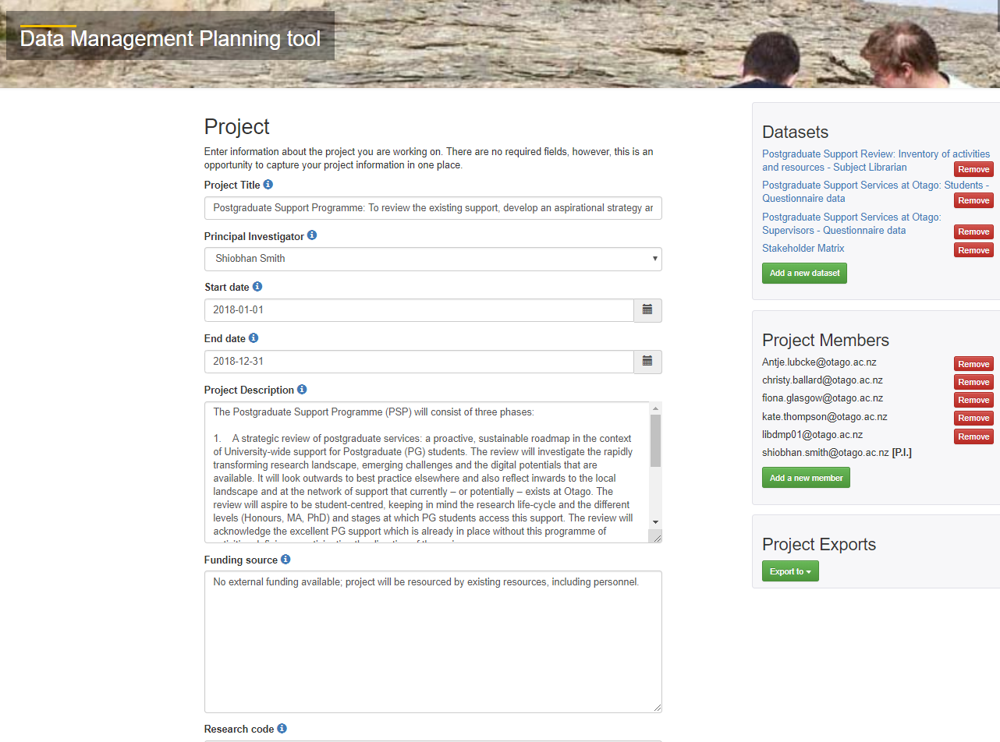 Data Management Planning tool
Project
Enter information about the project you are working on. There are no required fields, however, this is an
opportunity to capture your project information in one place.
Project Title
Postgraduate Support Programme: To review the existing support, develop an aspirational strategy ar
Principal Investigator
Shiobhan Smith
Start date
2018-01-01
End date
2018-12-31
Project Description
The Postgraduate Support Programme (PSP) will consist of three phases:
1. A strategic review of postgraduate services: a proactive, sustainable roadmap in the context
of University-wide support for Postgraduate (PG) students. The review will investigate the rapidly
transforming research landscape, emerging challenges and the digital potentials that are
available. It will look outwards to best practice elsewhere and also reflect inwards to the local
landscape and at the network of support that currently – or potentially – exists at Otago. The
review will aspire to be student-centred, keeping in mind the research life-cycle and the different
levels (Honours, MA, PhD) and stages at which PG students access this support. The review will
acknowledge the excellent PG support which is already in place without this programme of
Funding source
No external funding available; project will be resourced by existing resources, including personnel.
Research code
Datasets
Postgraduate Support Review: Inventory of activities
and resources - Subject Librarian
Remove
Postgraduate Support Services at Otago: Students -
Questionnaire data
Remove
Postgraduate Support Services at Otago:
Supervisors - Questionnaire data
Remove
Stakeholder Matrix
Remove
Add a new dataset
Project Members
Antje.lubcke@otago.ac.nz
Remove
christy.ballard@otago.ac.nz
Remove
fiona.glasgow@otago.ac.nz
Remove
kate.thompson@otago.ac.nz
Remove
libdmp01@otago.ac.nz
Remove
shiobhan.smith@otago.ac.nz [P.I.]
Add a new member
Project Exports
Export to